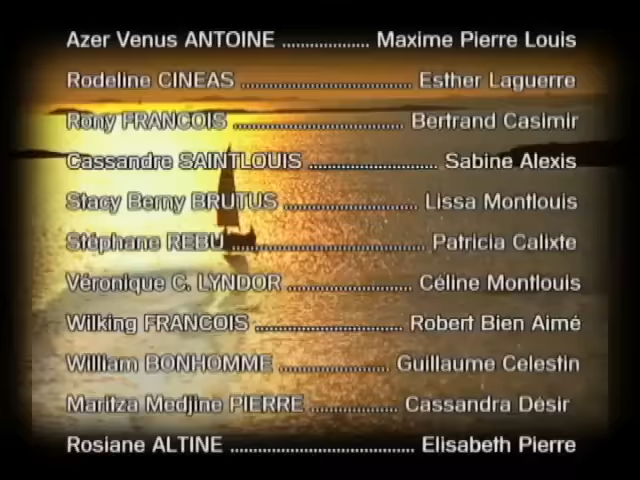 Azer Venus ANTOINE ................... Maxime Pierre Louis
Rodeline CINEAS .................................... Esther Laguerre
Rony FRANCOIS .................................... Bertrand Casimir
Cassandre SAINTLOUIS ........................... Sabine Alexis
Stacy Berny BRUTUS ............................. Lissa Montlouis
Stéphane REBU .......................................... Patricia Calixte
Véronique C. LYNDOR ........................... Céline Montlouis
Wilking FRANCOIS ................................ Robert Bien Aimé
William BONHOMME ....................... Guillaume Celestin
Maritza Medjine PIERRE ................... Cassandra Désir
Rosiane ALTINE ....................................... Elisabeth Pierre